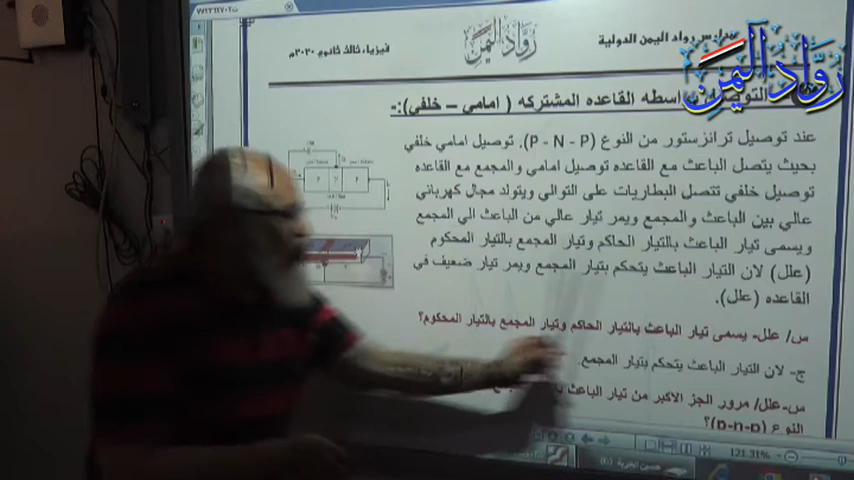 مدارس رواد اليمن الدولية
رواد اليمن
فيزياء ثالث ثانوي ٢٠٢٠م
رواد اليمن
القاعده المشتركه ( امامي – خلفي):-
عند توصيل ترانزستور من النوع (P - N - P). توصيل امامي خلفي
بحيث يتصل الباعث مع القاعده توصيل امامي والمجمع مع القاعده
توصيل خلفي تتصل البطاريات على التوالي ويتولد مجال كهربائي
عالي بين الباعث والمجمع ويمر تيار عالي من الباعث الي المجمع
ويسمى تيار الباعث بالتيار الحاكم وتيار المجمع بالتيار المحكوم
(علل) لان التيار الباعث يتحكم بتيار المجمع ويمر تيار ضعيف في
القاعده (علل).
س/ علل- يسمى تيار الباعث بالتيار الحاكم وتيار المجمع بالتيار المحكوم؟
ج- لان التيار الباعث يتحكم بتيار المجمع.
س-علل/ مرور الجز الاكبر من تيار الباعث
النوع (p-n-p)؟
121.31%